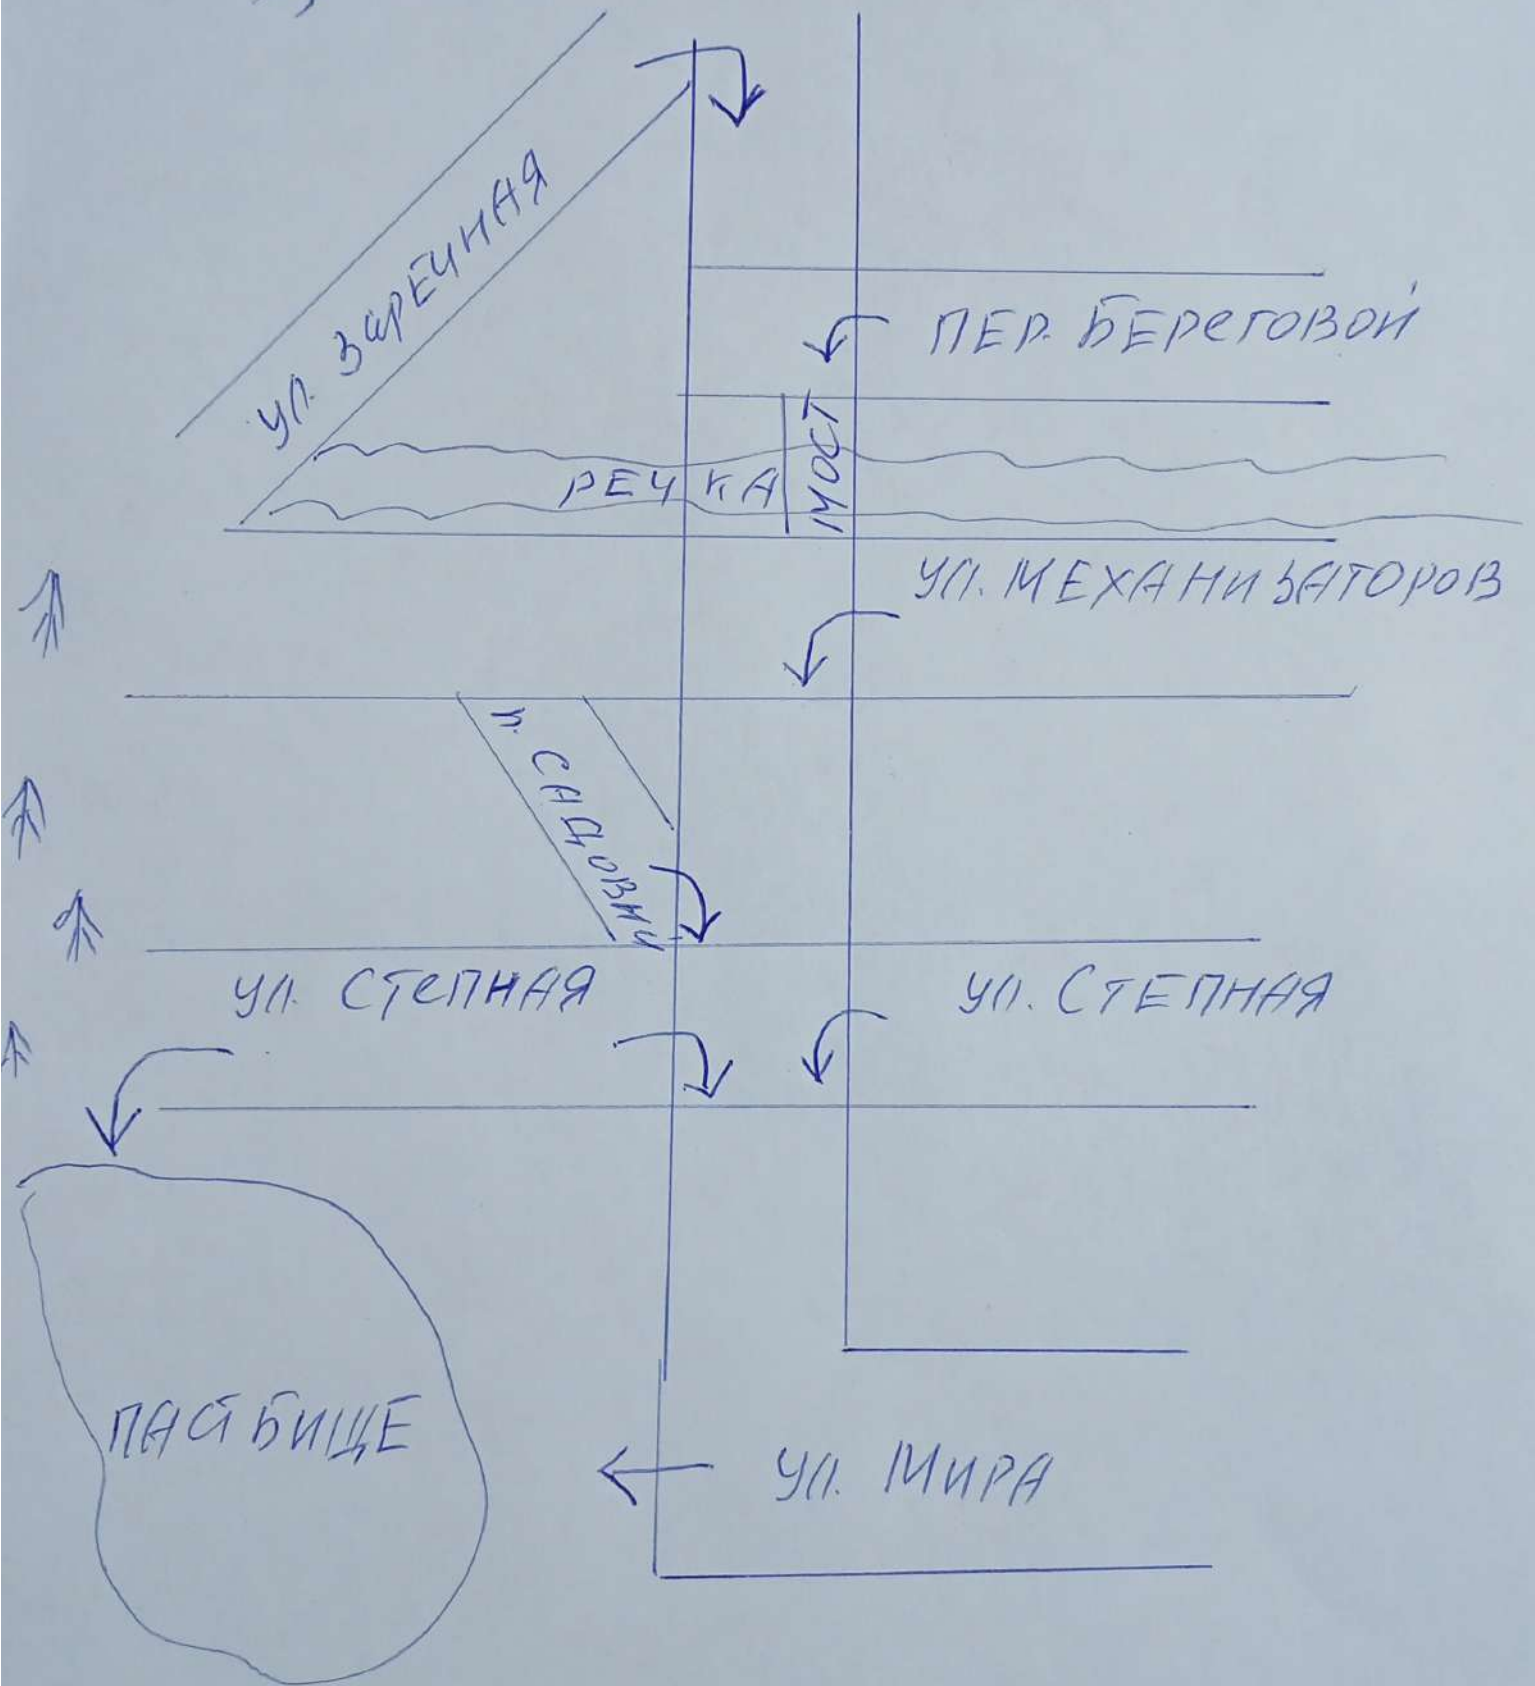 УЛ. ЗАРЕЧНАЯ
ПЕР. БЕРЕГОВОЙ
МОСТ
РЕЧКА
УЛ. МЕХАНИЗАТОРОВ
П. САДОВЫЙ
УЛ. СТЕПНАЯ
УЛ. СТЕПНАЯ
ПАСТБИЩЕ
УЛ. МИРА